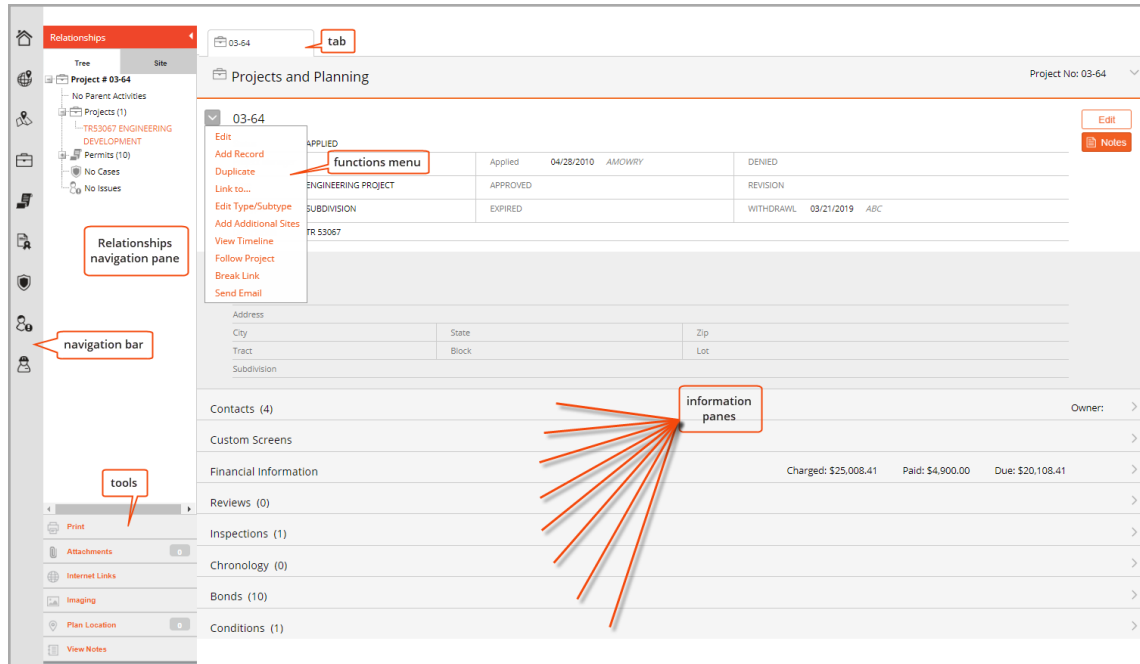 Relationships
Tree
Site
Project # 03-64
No Parent Activities
Projects (1)
TR53067 ENGINEERING
DEVELOPMENT
Permits (10)
No Cases
No Issues
Relationships
navigation pane
navigation bar
tools
Print
Attachments 0
Internet Links
Imaging
Plan Location 0
View Notes
03-64
tab
Projects and Planning
Project No: 03-64
03-64
Edit
Notes
Edit
Add Record
Duplicate
Link to...
Edit Type/Subtype
Add Additional Sites
View Timeline
Follow Project
Break Link
Send Email
functions menu
APPLIED
Applied 04/28/2010 AMOWRY DENIED
ENGINEERING PROJECT APPROVED REVISION
SUBDIVISION EXPIRED WITHDRAWL 03/21/2019 ABC
TR 53067
Address
City State Zip
Tract Block Lot
Subdivision
information
panes
Contacts (4) Owner:
Custom Screens
Financial Information Charged: $25,008.41 Paid: $4,900.00 Due: $20,108.41
Reviews (0)
Inspections (1)
Chronology (0)
Bonds (10)
Conditions (1)